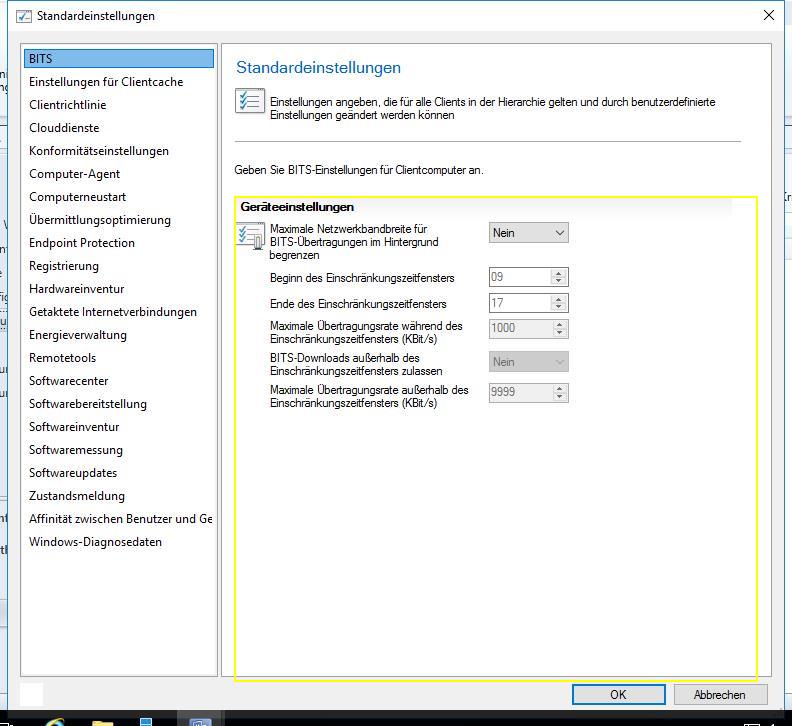 Standardeinstellungen
BITS
Einstellungen für Clientcache
Clientrichtlinie
Clouddienste
Konformitätseinstellungen
Computer-Agent
Computerneustart
Übermittlungsoptimierung
Endpoint Protection
Registrierung
Hardwareinventur
Getaktete Internetverbindungen
Energieverwaltung
Remotetools
Softwarecenter
Softwarebereitstellung
Softwareinventur
Softwaremessung
Softwareupdates
Zustandsmeldung
Affinität zwischen Benutzer und Ge
Windows-Diagnosedaten
Standardeinstellungen
Einstellungen angeben, die für alle Clients in der Hierarchie gelten und durch benutzerdefinierte
Einstellungen geändert werden können
Geben Sie BITS-Einstellungen für Clientcomputer an.
Geräteeinstellungen
Maximale Netzwerkbandbreite für
BITS-Übertragungen im Hintergrund
begrenzen
Nein
Beginn des Einschränkungszeitfensters
09
Ende des Einschränkungszeitfensters
17
Maximale Übertragungsrate während des
Einschränkungszeitfensters (KBit/s)
1000
BITS-Downloads außerhalb des
Einschränkungszeitfensters zulassen
Nein
Maximale Übertragungsrate außerhalb des
Einschränkungszeitfensters (KBit/s)
9999
OK
Abbrechen